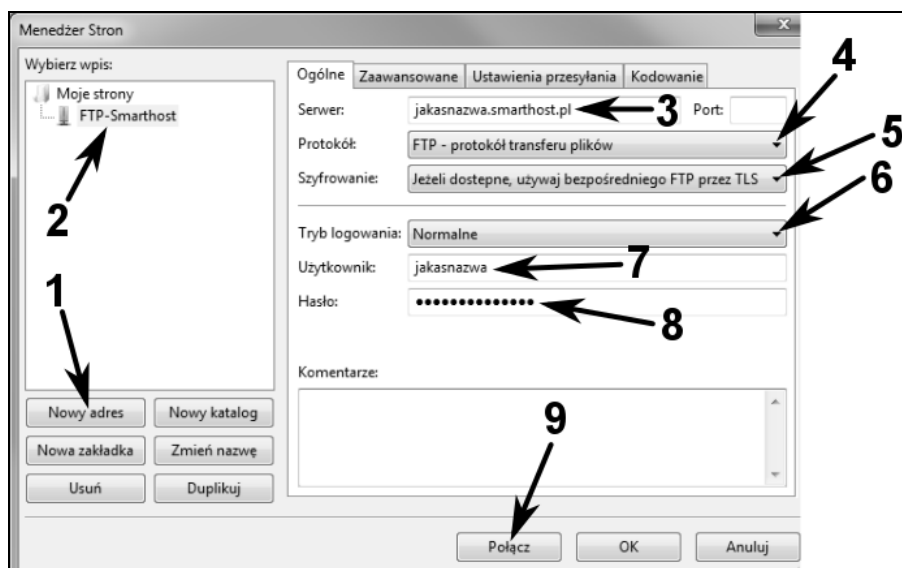 Menedżer Stron
Wybierz wpis:
Moje strony
FTP-Smarthost
2
1
Nowy adres
Nowy katalog
Nowa zakładka
Zmień nazwę
Usuń
Duplikuj
Ogólne
Zaawansowane
Ustawienia przesyłania
Kodowanie
4
Serwer:
jakasnazwa.smarthost.pl
3
Port:
Protokół:
FTP - protokół transferu plików
5
Szyfrowanie:
Jeżeli dostepne, używaj bezpośredniego FTP przez TLS
6
Tryb logowania:
Normalne
Użytkownik:
jakasnazwa
7
Hasło:
••••••••••••••
8
Komentarze:
9
Połącz
OK
Anuluj